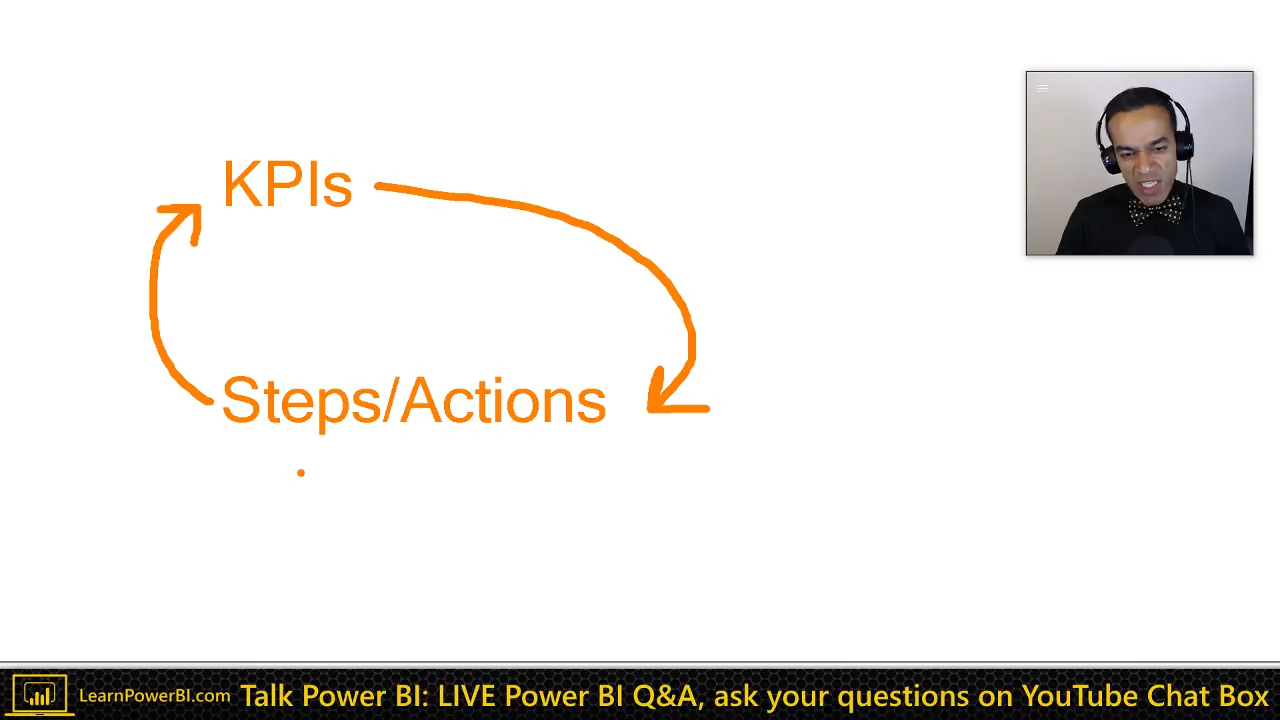 KPIs
Steps/Actions
LearnPowerBI.com Talk Power BI: LIVE Power BI Q&A, ask your questions on YouTube Chat Box